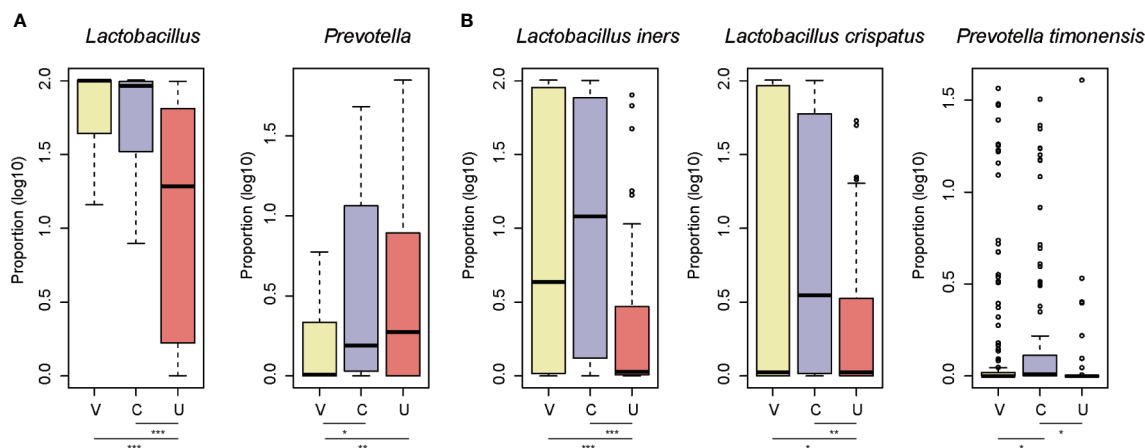 A
B
Lactobacillus
Prevotella
Lactobacillus iners
Lactobacillus crispatus
Prevotella timonensis
Proportion (log10)
0.0 0.5 1.0 1.5 2.0
V C U
***
***
Proportion (log10)
0.0 0.5 1.0 1.5
V C U
*
**
Proportion (log10)
0.0 0.5 1.0 1.5 2.0
V C U
***
***
Proportion (log10)
0.0 0.5 1.0 1.5 2.0
V C U
**
*
Proportion (log10)
0.0 0.5 1.0 1.5
V C U
*
*